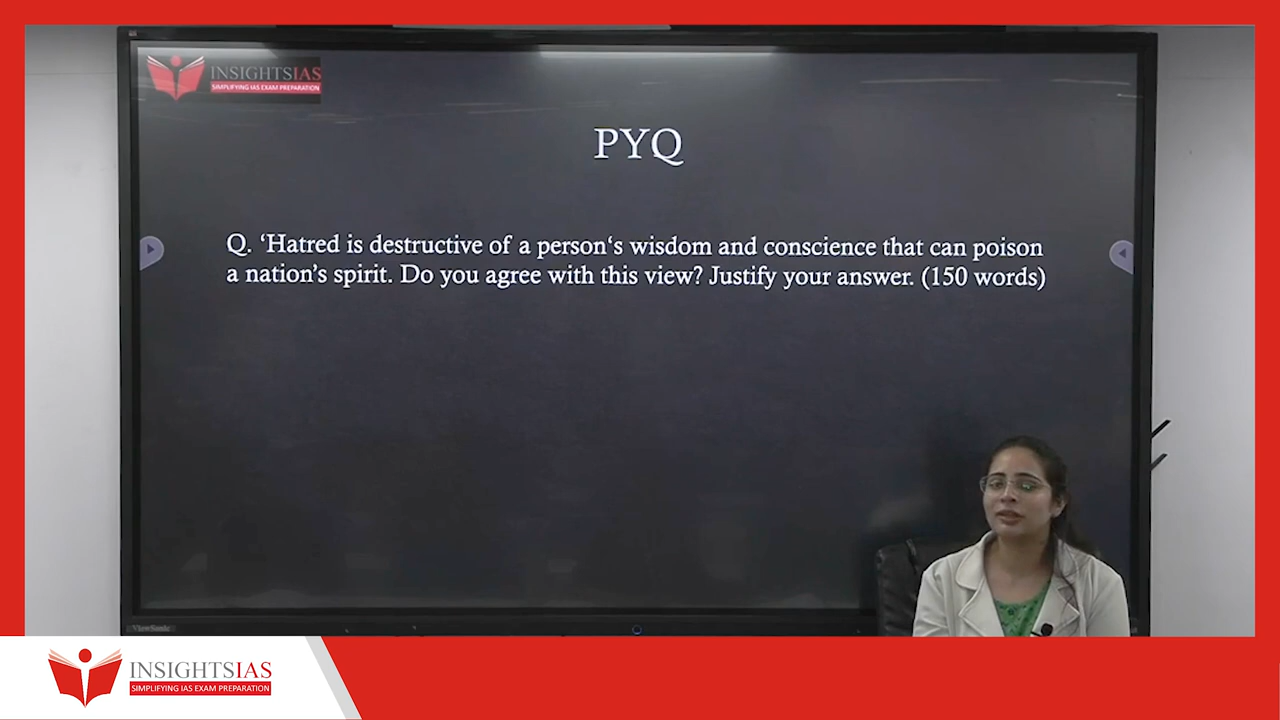 INSIGHTSIAS
SIMPLIFYING IAS EXAM PREPARATION
PYQ
Q. ‘Hatred is destructive of a person‘s wisdom and conscience that can poison
a nation’s spirit. Do you agree with this view? Justify your answer. (150 words)
ViewSonic
INSIGHTSIAS
SIMPLIFYING IAS EXAM PREPARATION